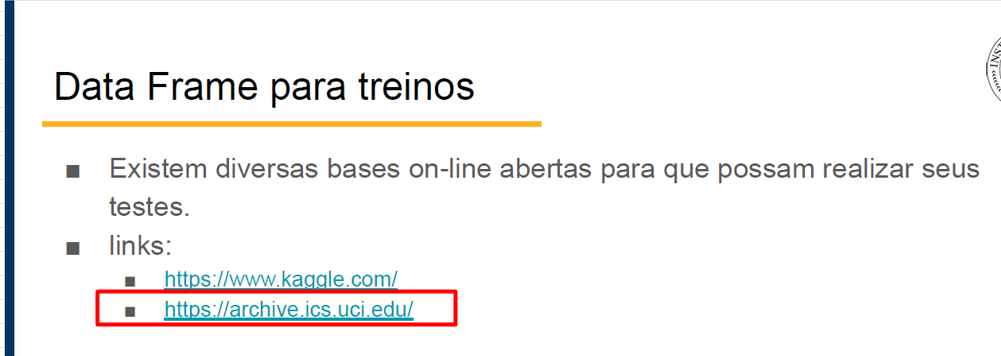 Data Frame para treinos
Existem diversas bases on-line abertas para que possam realizar seus
testes.
links:
https://www.kaggle.com/
https://archive.ics.uci.edu/